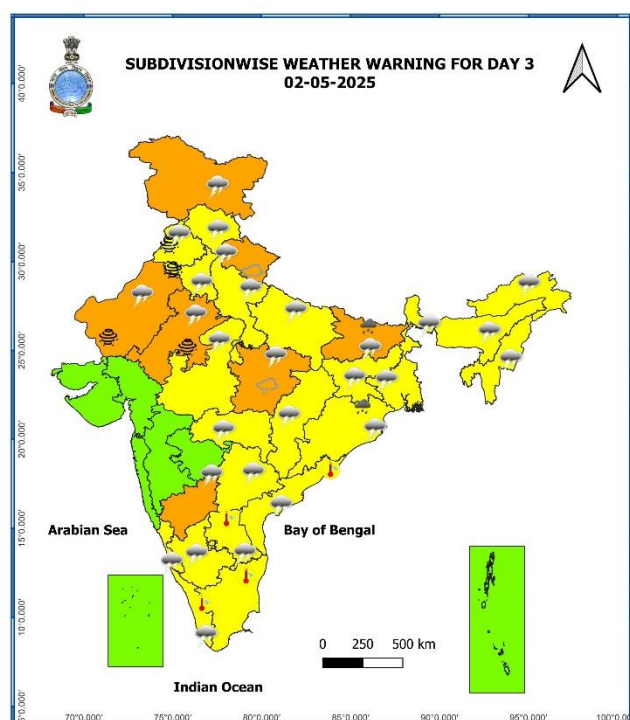 SUBDIVISIONWISE WEATHER WARNING FOR DAY 3
02-05-2025
40°0.000'
35°0.000'
30°0.000'
25°0.000'
20°0.000'
15°0.000'
10°0.000'
5°0.000'
Arabian Sea
Bay of Bengal
0 250 500 km
Indian Ocean
70°0.000' 75°0.000' 80°0.000' 85°0.000' 90°0.000' 95°0.000' 100°0.0